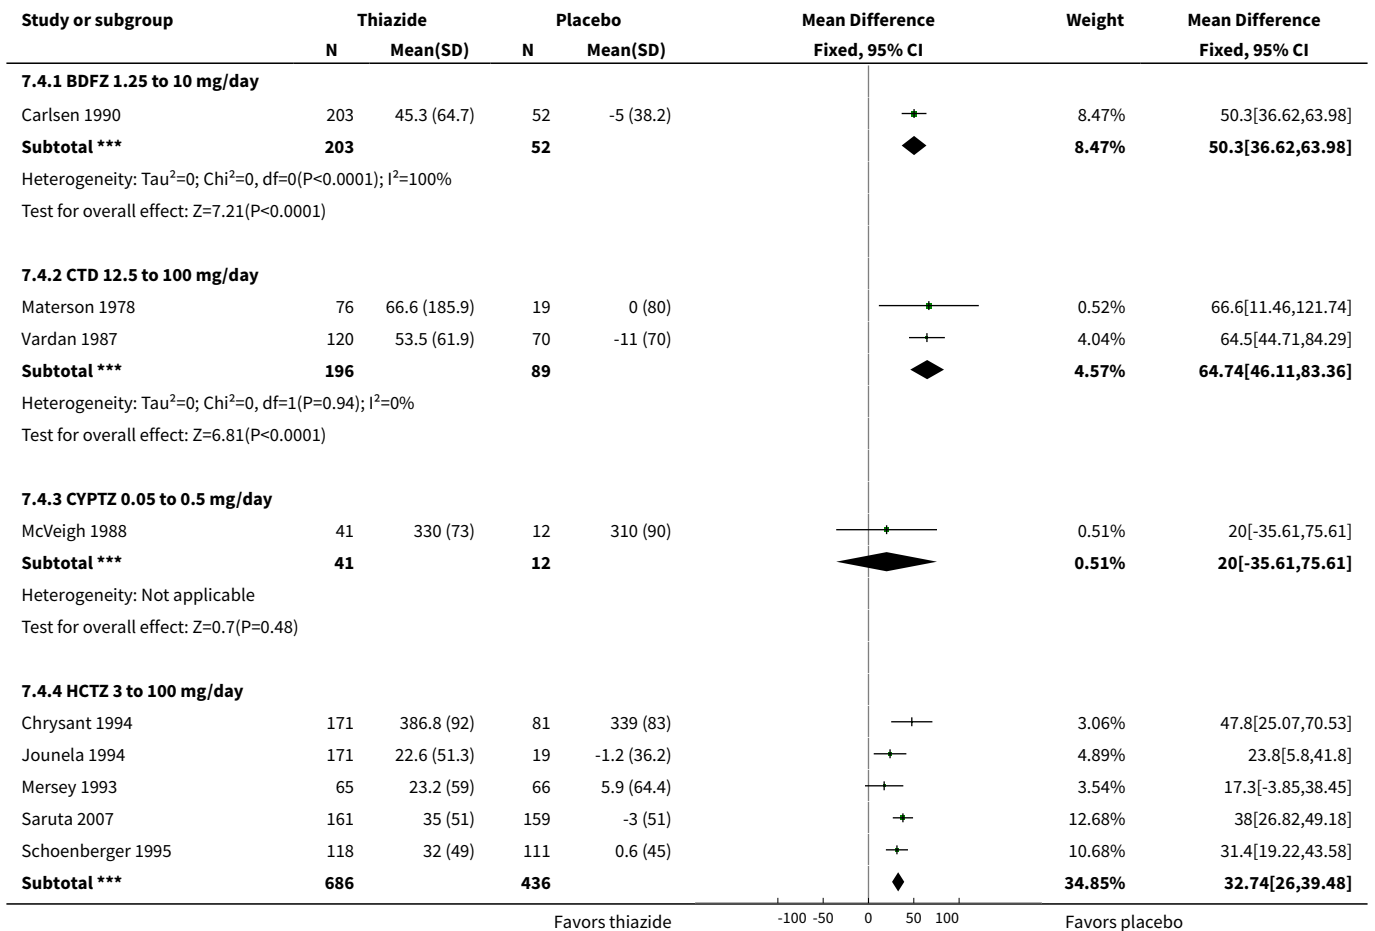 Study or subgroup Thiazide Placebo Mean Difference Weight Mean Difference
N Mean(SD) N Mean(SD) Fixed, 95% CI Fixed, 95% CI
7.4.1 BDFZ 1.25 to 10 mg/day
Carlsen 1990 203 45.3 (64.7) 52 -5 (38.2) 8.47% 50.3[36.62,63.98]
Subtotal *** 203 52 8.47% 50.3[36.62,63.98]
Heterogeneity: Tau²=0; Chi²=0, df=0(P<0.0001); I²=100%
Test for overall effect: Z=7.21(P<0.0001)
7.4.2 CTD 12.5 to 100 mg/day
Materson 1978 76 66.6 (185.9) 19 0 (80) 0.52% 66.6[11.46,121.74]
Vardan 1987 120 53.5 (61.9) 70 -11 (70) 4.04% 64.5[44.71,84.29]
Subtotal *** 196 89 4.57% 64.74[46.11,83.36]
Heterogeneity: Tau²=0; Chi²=0, df=1(P=0.94); I²=0%
Test for overall effect: Z=6.81(P<0.0001)
7.4.3 CYPTZ 0.05 to 0.5 mg/day
McVeigh 1988 41 330 (73) 12 310 (90) 0.51% 20[-35.61,75.61]
Subtotal *** 41 12 0.51% 20[-35.61,75.61]
Heterogeneity: Not applicable
Test for overall effect: Z=0.7(P=0.48)
7.4.4 HCTZ 3 to 100 mg/day
Chrysant 1994 171 386.8 (92) 81 339 (83) 3.06% 47.8[25.07,70.53]
Jounela 1994 171 22.6 (51.3) 19 -1.2 (36.2) 4.89% 23.8[5.8,41.8]
Mersey 1993 65 23.2 (59) 66 5.9 (64.4) 3.54% 17.3[-3.85,38.45]
Saruta 2007 161 35 (51) 159 -3 (51) 12.68% 38[26.82,49.18]
Schoenberger 1995 118 32 (49) 111 0.6 (45) 10.68% 31.4[19.22,43.58]
Subtotal *** 686 436 34.85% 32.74[26,39.48]
Favors thiazide -100 -50 0 50 100 Favors placebo